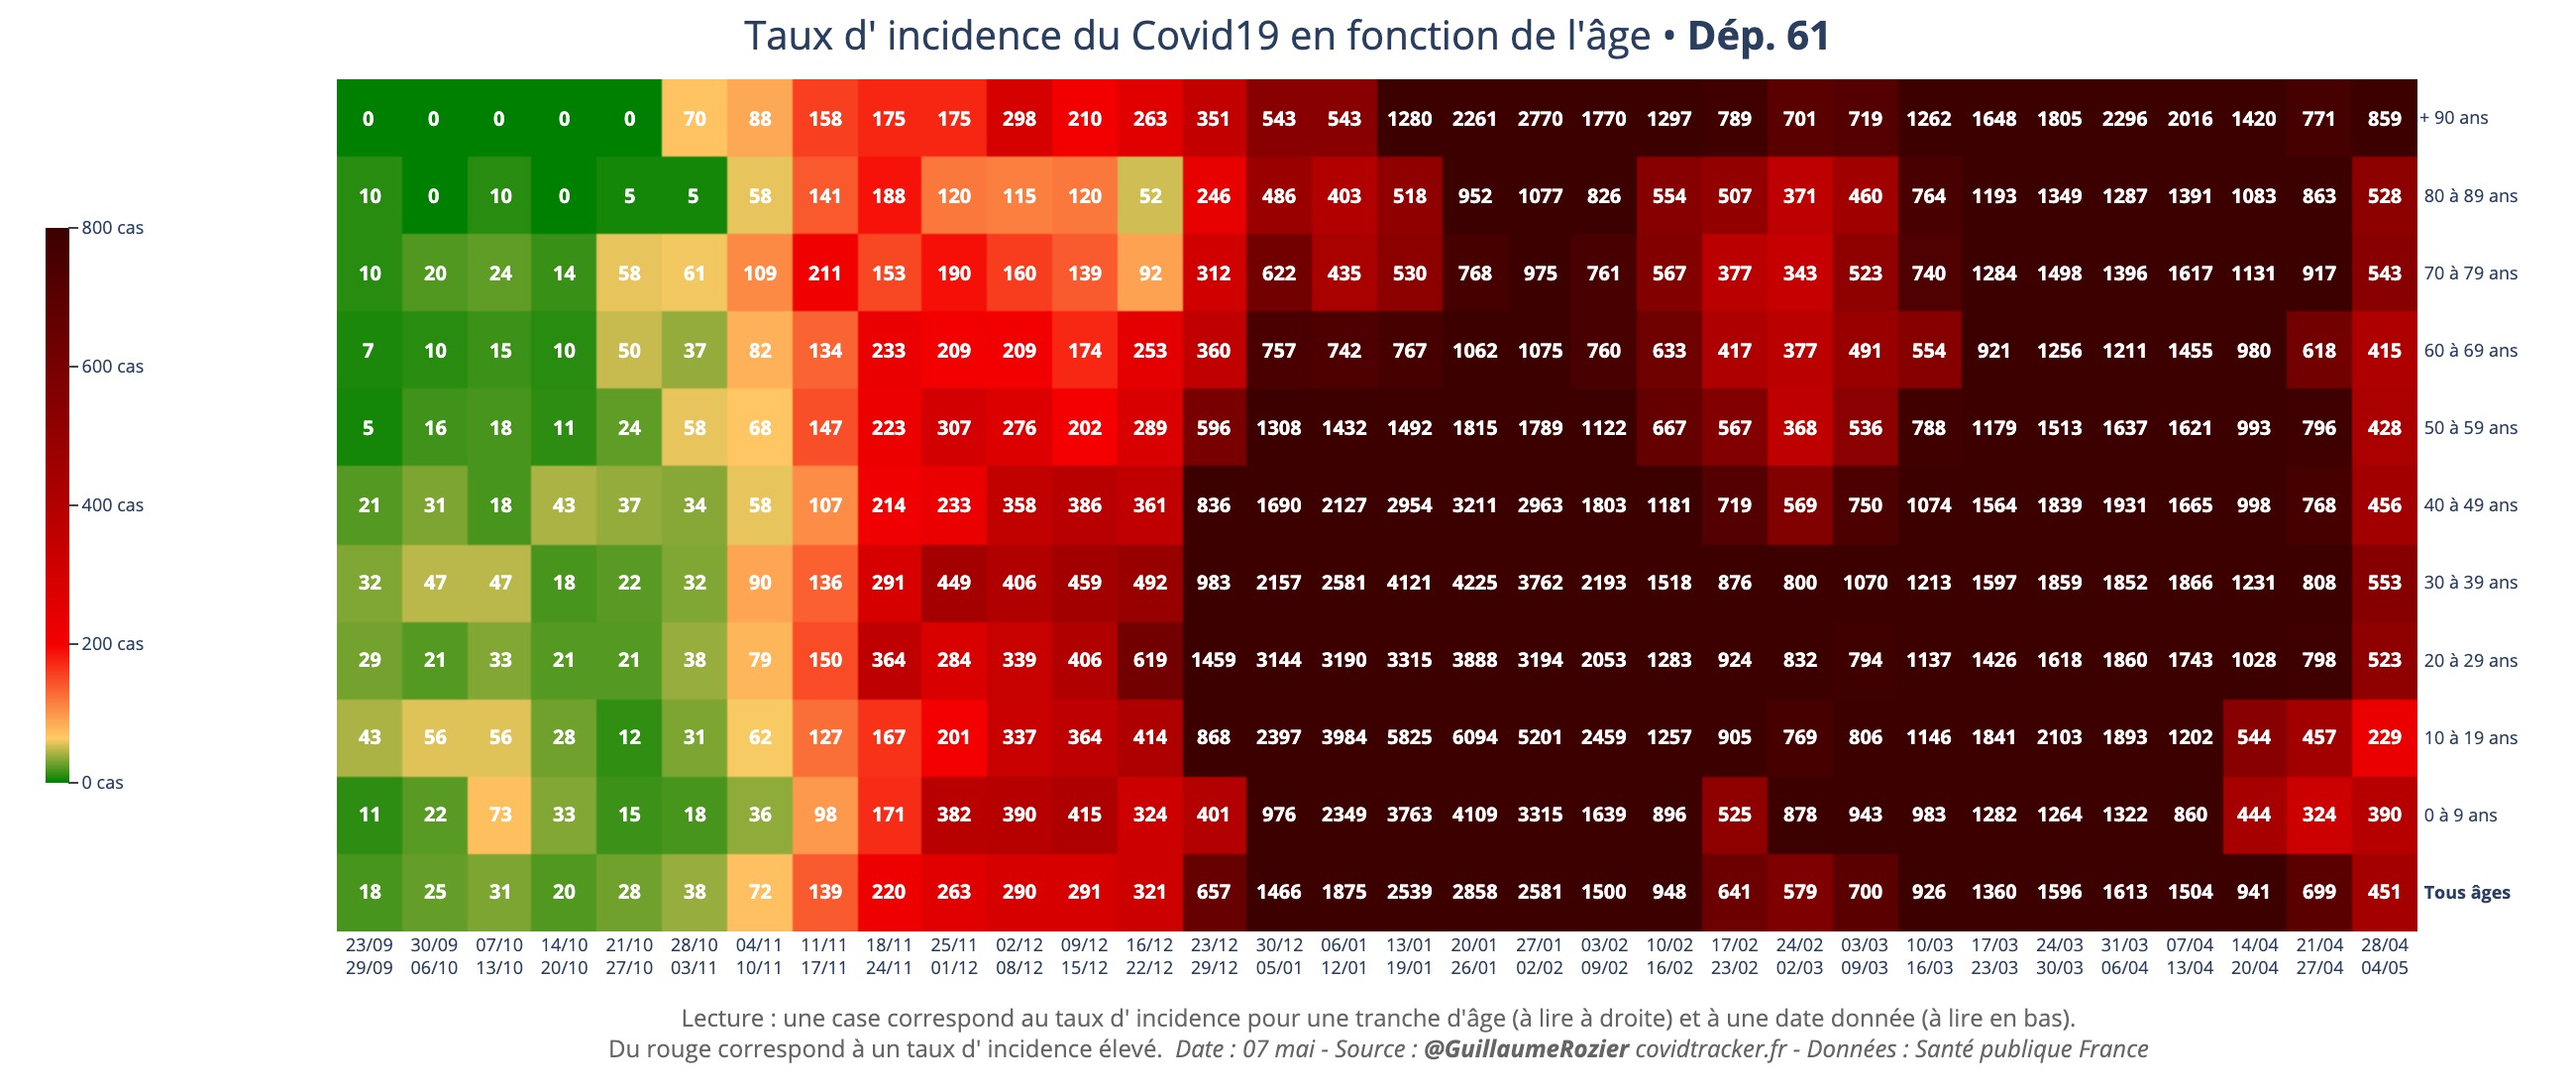 Taux d' incidence du Covid19 en fonction de l'âge • Dép. 61
800 cas
600 cas
400 cas
200 cas
0 cas
0 0 0 0 0 70 88 158 175 175 298 210 263 351 543 543 1280 2261 2770 1770 1297 789 701 719 1262 1648 1805 2296 2016 1420 771 859 + 90 ans
10 0 10 0 5 5 58 141 188 120 115 120 52 246 486 403 518 952 1077 826 554 507 371 460 764 1193 1349 1287 1391 1083 863 528 80 à 89 ans
10 20 24 14 58 61 109 211 153 190 160 139 92 312 622 435 530 768 975 761 567 377 343 523 740 1284 1498 1396 1617 1131 917 543 70 à 79 ans
7 10 15 10 50 37 82 134 233 209 209 174 253 360 757 742 767 1062 1075 760 633 417 377 491 554 921 1256 1211 1455 980 618 415 60 à 69 ans
5 16 18 11 24 58 68 147 223 307 276 202 289 596 1308 1432 1492 1815 1789 1122 667 567 368 536 788 1179 1513 1637 1621 993 796 428 50 à 59 ans
21 31 18 43 37 34 58 107 214 233 358 386 361 836 1690 2127 2954 3211 2963 1803 1181 719 569 750 1074 1564 1839 1931 1665 998 768 456 40 à 49 ans
32 47 47 18 22 32 90 136 291 449 406 459 492 983 2157 2581 4121 4225 3762 2193 1518 876 800 1070 1213 1597 1859 1852 1866 1231 808 553 30 à 39 ans
29 21 33 21 21 38 79 150 364 284 339 406 619 1459 3144 3190 3315 3888 3194 2053 1283 924 832 794 1137 1426 1618 1860 1743 1028 798 523 20 à 29 ans
43 56 56 28 12 31 62 127 167 201 337 364 414 868 2397 3984 5825 6094 5201 2459 1257 905 769 806 1146 1841 2103 1893 1202 544 457 229 10 à 19 ans
11 22 73 33 15 18 36 98 171 382 390 415 324 401 976 2349 3763 4109 3315 1639 896 525 878 943 983 1282 1264 1322 860 444 324 390 0 à 9 ans
18 25 31 20 28 38 72 139 220 263 290 291 321 657 1466 1875 2539 2858 2581 1500 948 641 579 700 926 1360 1596 1613 1504 941 699 451 Tous âges
23/09 30/09 07/10 14/10 21/10 28/10 04/11 11/11 18/11 25/11 02/12 09/12 16/12 23/12 30/12 06/01 13/01 20/01 27/01 03/02 10/02 17/02 24/02 03/03 10/03 17/03 24/03 31/03 07/04 14/04 21/04 28/04
29/09 06/10 13/10 20/10 27/10 03/11 10/11 17/11 24/11 01/12 08/12 15/12 22/12 29/12 05/01 12/01 19/01 26/01 02/02 09/02 16/02 23/02 02/03 09/03 16/03 23/03 30/03 06/04 13/04 20/04 27/04 04/05
Lecture : une case correspond au taux d' incidence pour une tranche d'âge (à lire à droite) et à une date donnée (à lire en bas).
Du rouge correspond à un taux d' incidence élevé. Date : 07 mai - Source : @GuillaumeRozier covidtracker.fr - Données : Santé publique France